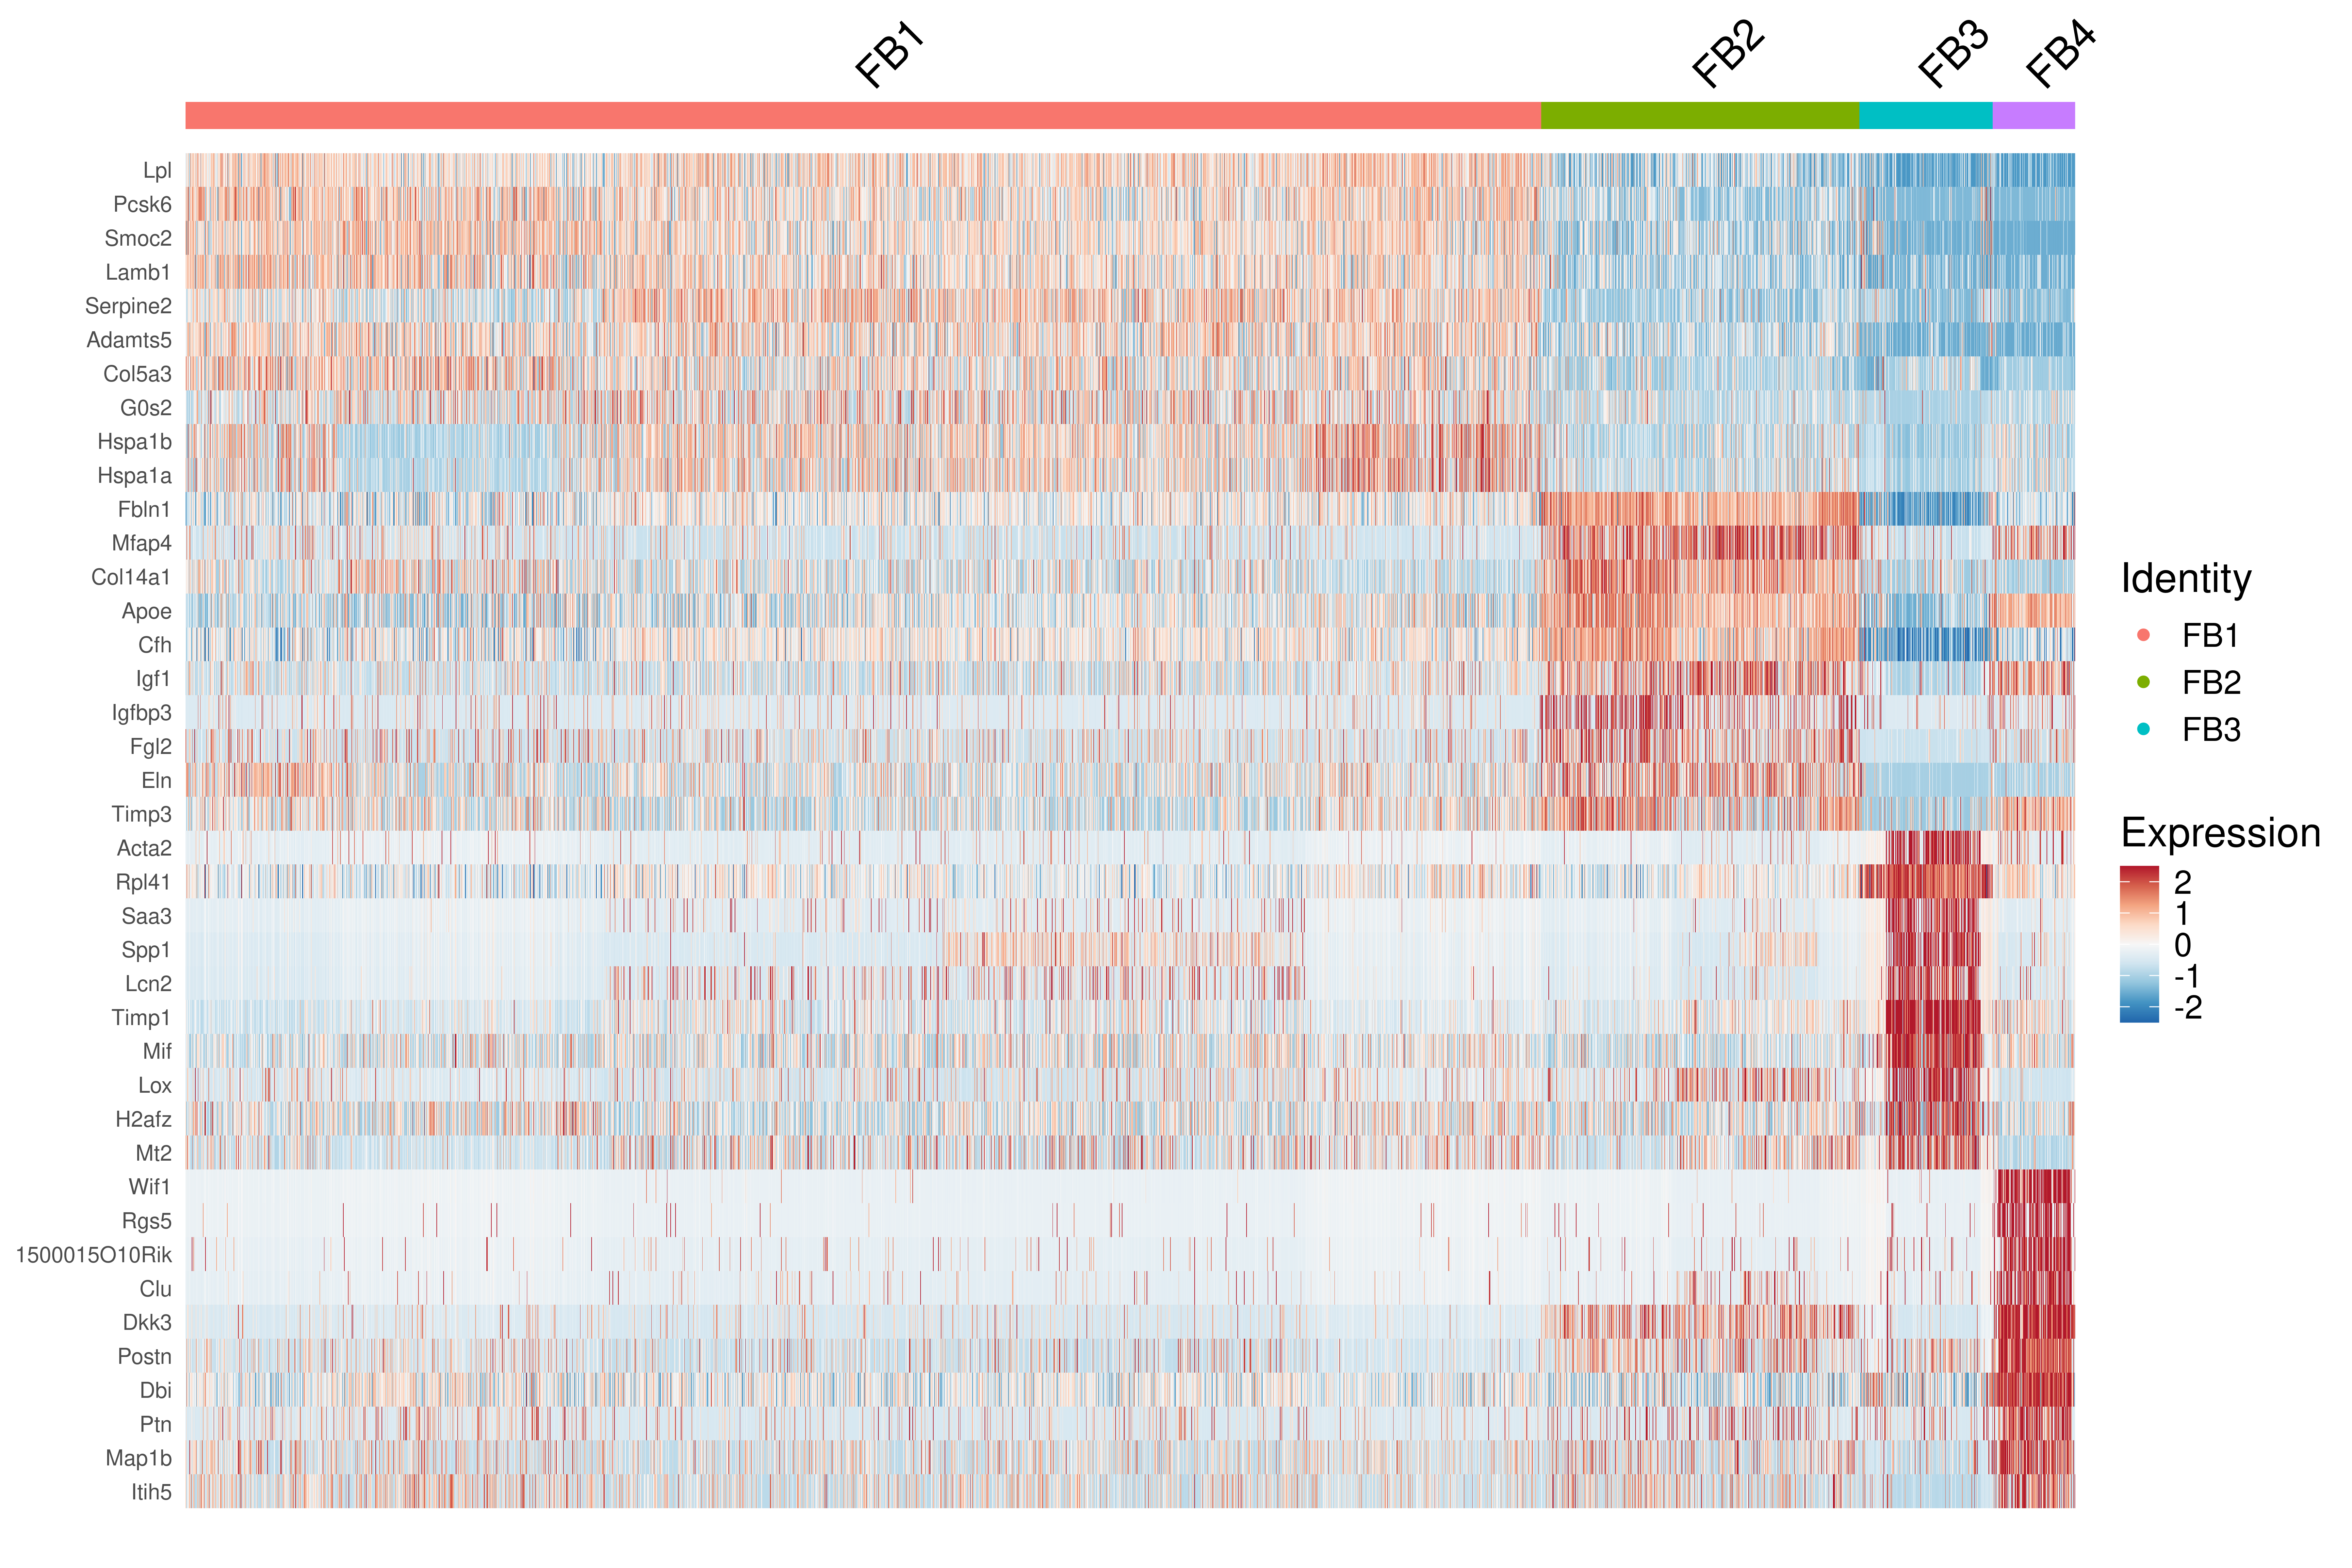 FB1
FB2
FB3
FB4
Lpl
Pcsk6
Smoc2
Lamb1
Serpine2
Adamts5
Col5a3
G0s2
Hspa1b
Hspa1a
Fbln1
Mfap4
Col14a1
Apoe
Cfh
Igf1
Igfbp3
Fgl2
Eln
Timp3
Acta2
Rpl41
Saa3
Spp1
Lcn2
Timp1
Mif
Lox
H2afz
Mt2
Wif1
Rgs5
1500015O10Rik
Clu
Dkk3
Postn
Dbi
Ptn
Map1b
Itih5
Identity
FB1
FB2
FB3
Expression
2
1
0
-1
-2